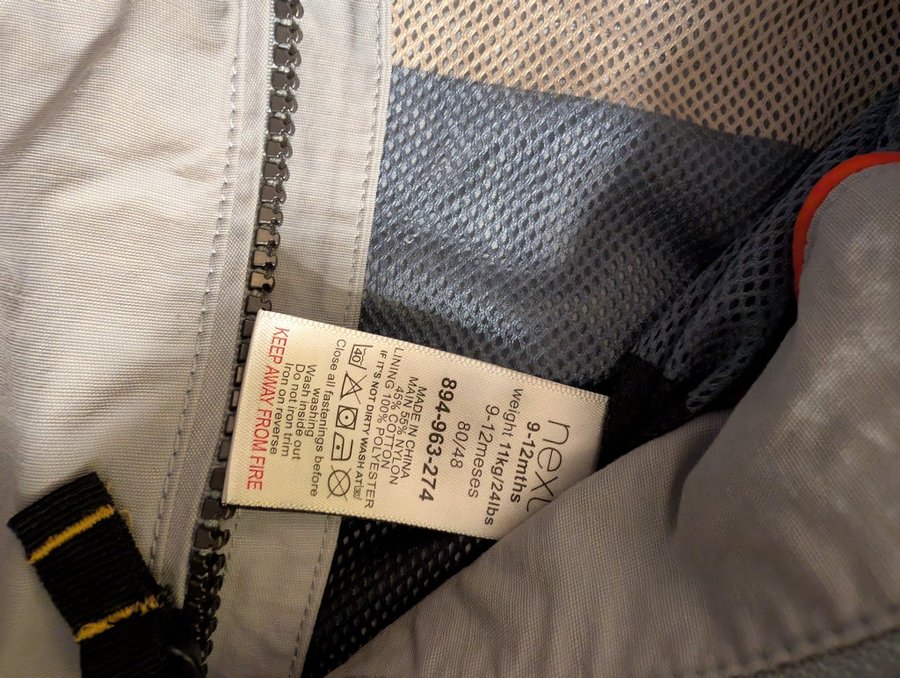 next
9-12mths
weight 11kg/24lbs
9-12meses
80/48
894-963-274
MADE IN CHINA
MAIN 55% NYLON
45% COTTON
LINING 100% POLYESTER
IF IT'S NOT DIRTY WASH AT
40
Close all fastenings before
washing
Wash inside out
Do not iron trim
Iron on reverse
KEEP AWAY FROM FIRE